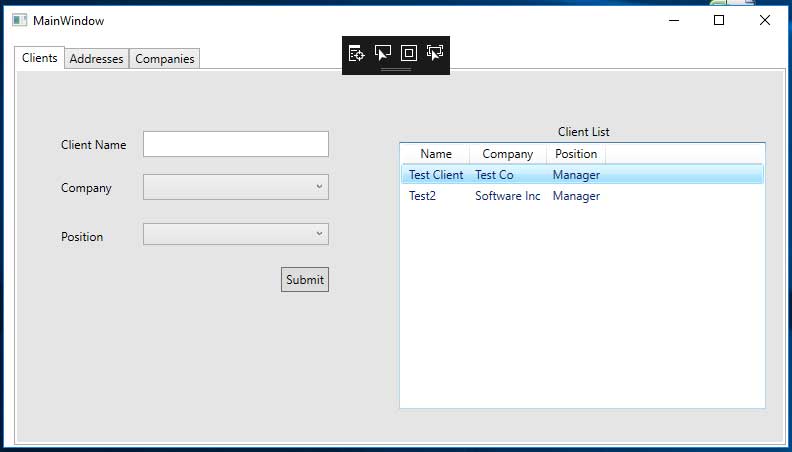 MainWindow
Clients Addresses Companies
Client Name
Company
Position
Submit
Client List
Name Company Position
Test Client Test Co Manager
Test2 Software Inc Manager